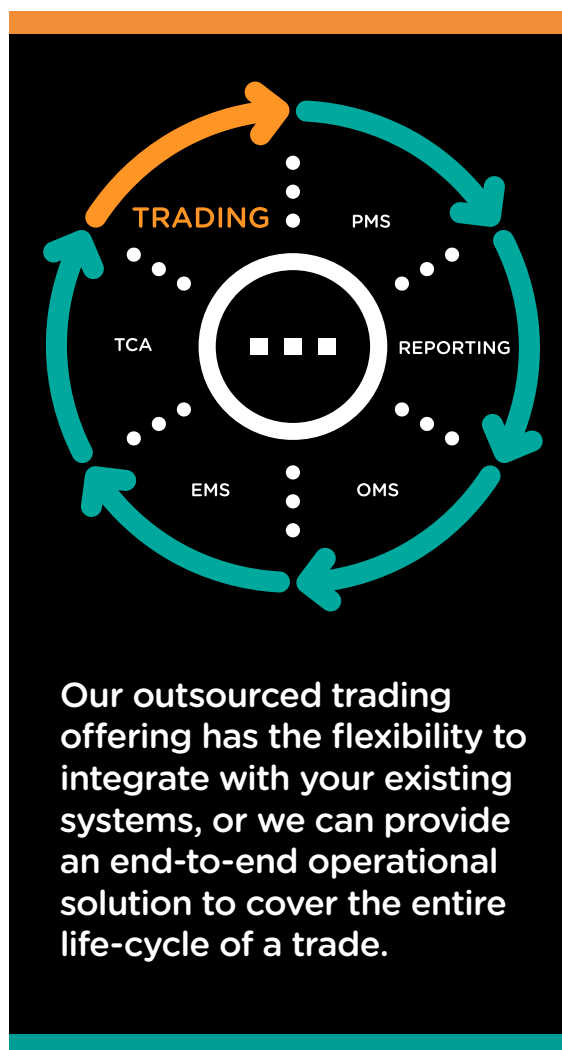 TRADING
PMS
TCA
REPORTING
EMS
OMS
Our outsourced trading
offering has the flexibility to
integrate with your existing
systems, or we can provide
an end-to-end operational
solution to cover the entire
life-cycle of a trade.